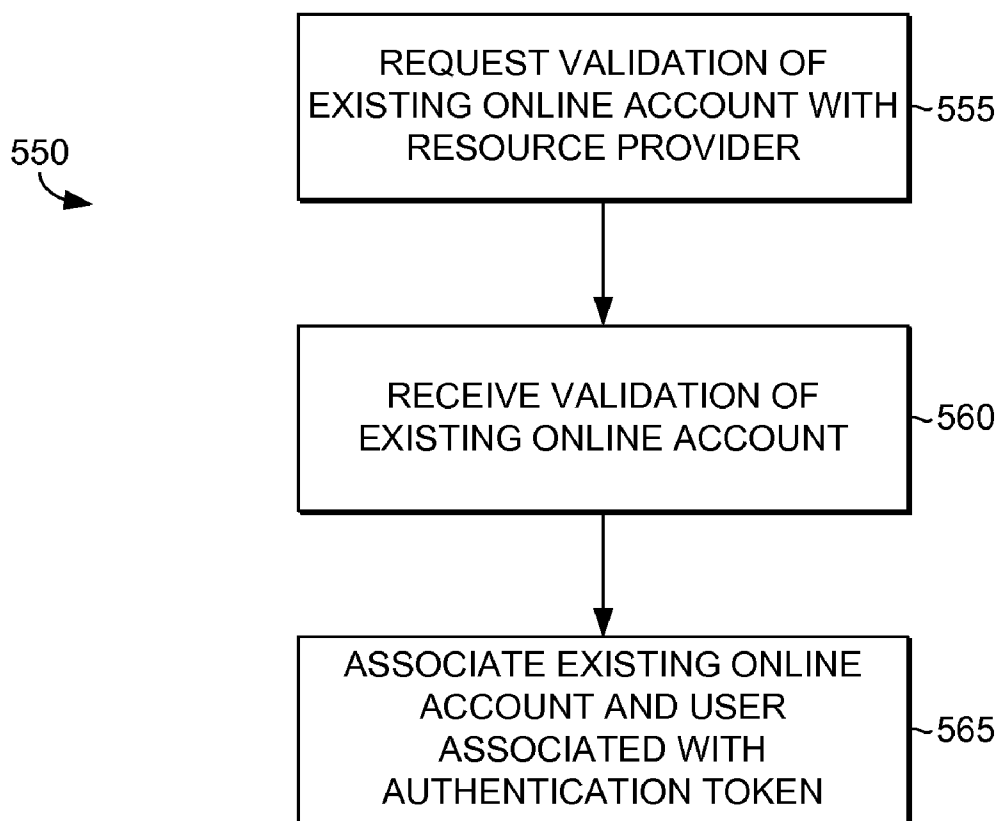 REQUEST VALIDATION OF
EXISTING ONLINE ACCOUNT WITH
RESOURCE PROVIDER
555
550
RECEIVE VALIDATION OF
EXISTING ONLINE ACCOUNT
560
ASSOCIATE EXISTING ONLINE
ACCOUNT AND USER
ASSOCIATED WITH
AUTHENTICATION TOKEN
565